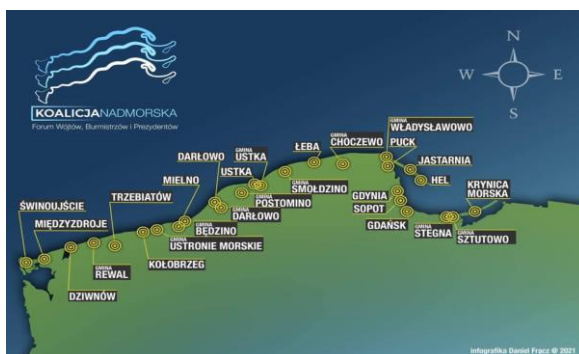 KOALICJANADMORSKA
Forum Wójtów, Burmistrzów i Prezydentów
N
W
E
S
GMINA
WŁADYSŁAWOWO
PUCK
JASTARNIA
HEL
GMINA
CHOCZEWO
ŁEBA
GMINA
USTKA
USTKA
DARŁOWO
MIELNO
TRZEBIATÓW
ŚWINOUJŚCIE
MIĘDZYZDROJE
DZIWNÓW
GMINA
REWAL
KOŁOBRZEG
USTRONIE MORSKIE
GMINA
BĘDZINO
GMINA
DARŁOWO
POSTOMINO
GMINA
SMOŁDZINO
GDYNIA
SOPOT
GDAŃSK
GMINA
STEGNA
SZTUTOWO
KRYNICA
MORSKA
infografika Daniel Frącz @ 2021